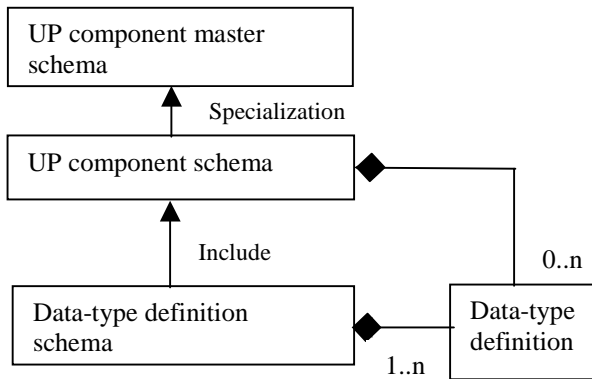 UP component master
schema
Specialization
UP component schema
Include
0..n
Data-type definition
schema
Data-type
definition
1..n